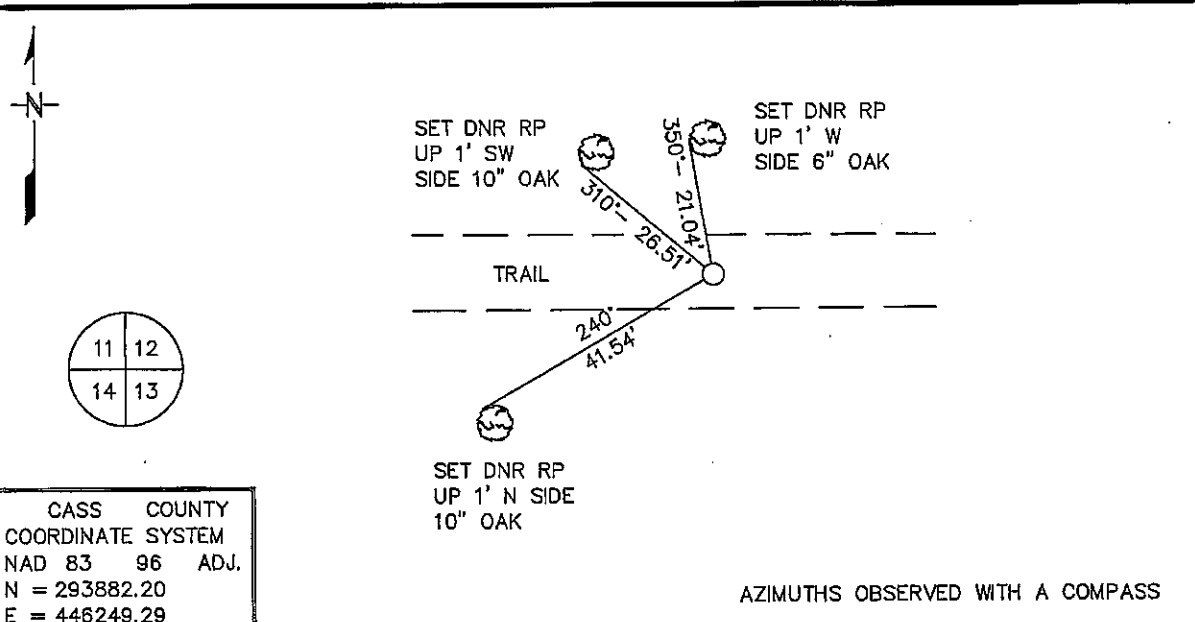 N
SET DNR RP
UP 1' SW
SIDE 10" OAK
SET DNR RP
UP 1' W
SIDE 6" OAK
350°– 21.04'
310°– 26.51'
TRAIL
240°
41.54'
11 12
14 13
SET DNR RP
UP 1' N SIDE
10" OAK
CASS COUNTY
COORDINATE SYSTEM
NAD 83 96 ADJ.
N = 293882.20
E = 446249.29
AZIMUTHS OBSERVED WITH A COMPASS